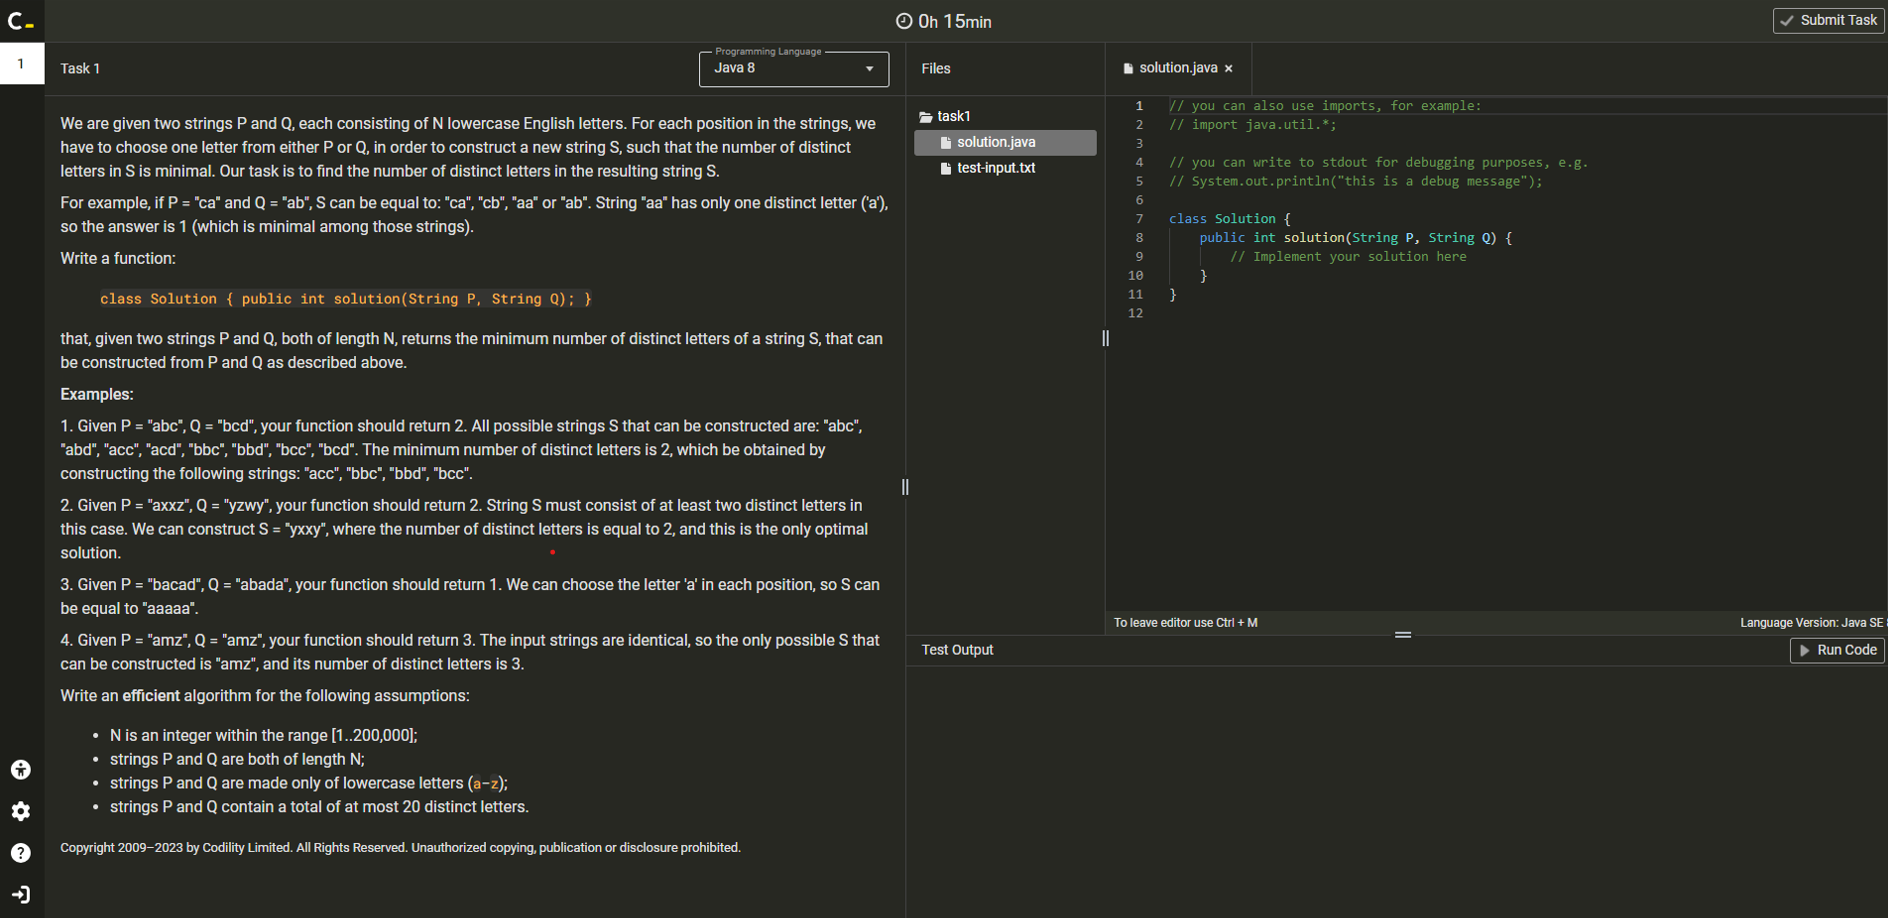 C_
0h 15min
Submit Task
1
Task 1
Programming Language
Java 8
Files
solution.java ×
task1
solution.java
test-input.txt
We are given two strings P and Q, each consisting of N lowercase English letters. For each position in the strings, we
have to choose one letter from either P or Q, in order to construct a new string S, such that the number of distinct
letters in S is minimal. Our task is to find the number of distinct letters in the resulting string S.
For example, if P = "ca" and Q = "ab", S can be equal to: "ca", "cb", "aa" or "ab". String "aa" has only one distinct letter ('a'),
so the answer is 1 (which is minimal among those strings).
Write a function:
class Solution { public int solution(String P, String Q); }
that, given two strings P and Q, both of length N, returns the minimum number of distinct letters of a string S, that can
be constructed from P and Q as described above.
Examples:
1. Given P = "abc", Q = "bcd", your function should return 2. All possible strings S that can be constructed are: "abc",
"abd", "acc", "acd", "bbc", "bbd", "bcc", "bcd". The minimum number of distinct letters is 2, which be obtained by
constructing the following strings: "acc", "bbc", "bbd", "bcc".
2. Given P = "axxz", Q = "yzwy", your function should return 2. String S must consist of at least two distinct letters in
this case. We can construct S = "yxxy", where the number of distinct letters is equal to 2, and this is the only optimal
solution.
3. Given P = "bacad", Q = "abada", your function should return 1. We can choose the letter 'a' in each position, so S can
be equal to "aaaaa".
4. Given P = "amz", Q = "amz", your function should return 3. The input strings are identical, so the only possible S that
can be constructed is "amz", and its number of distinct letters is 3.
Write an efficient algorithm for the following assumptions:
• N is an integer within the range [1..200,000];
• strings P and Q are both of length N;
• strings P and Q are made only of lowercase letters (a-z);
• strings P and Q contain a total of at most 20 distinct letters.
Copyright 2009–2023 by Codility Limited. All Rights Reserved. Unauthorized copying, publication or disclosure prohibited.
1 // you can also use imports, for example:
2 // import java.util.*;
3
4 // you can write to stdout for debugging purposes, e.g.
5 // System.out.println("this is a debug message");
6
7 class Solution {
8 public int solution(String P, String Q) {
9 // Implement your solution here
10 }
11 }
12
To leave editor use Ctrl + M
Language Version: Java SE
Test Output
Run Code